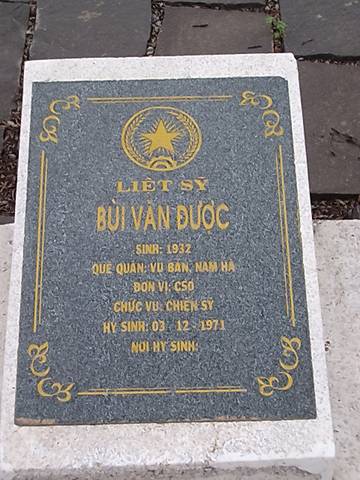 LIỆT SỸ
BÙI VĂN ĐƯỢC
SINH: 1932
QUÊ QUÁN: VỤ BẢN, NAM HÀ
ĐƠN VỊ: C50
CHỨC VỤ: CHIẾN SỸ
HY SINH: 03 - 12 - 1971
NƠI HY SINH: